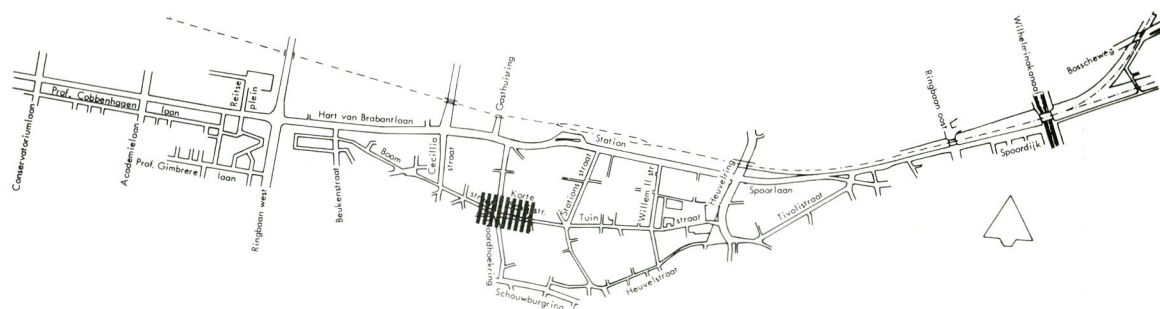 Conservatoriumlaan
Prof. Cobbenhagen laan
Academielaan
Prof. Gimbrere laan
Reitse plein
Ringbaan west
Hart van Brabantlaan
Beukenstraat
Boom str.
Cecilia straat
Gasthuisring
Korte str.
Noordhoekring
Schouwburgring
Station
Stations straat
Tuin straat
Willem II str
Heuvelstraat
Heuvelring
Spoorlaan
Tivolistraat
Ringbaan oost
Spoordijk
Wilhelminakanaal
Bosscheweg